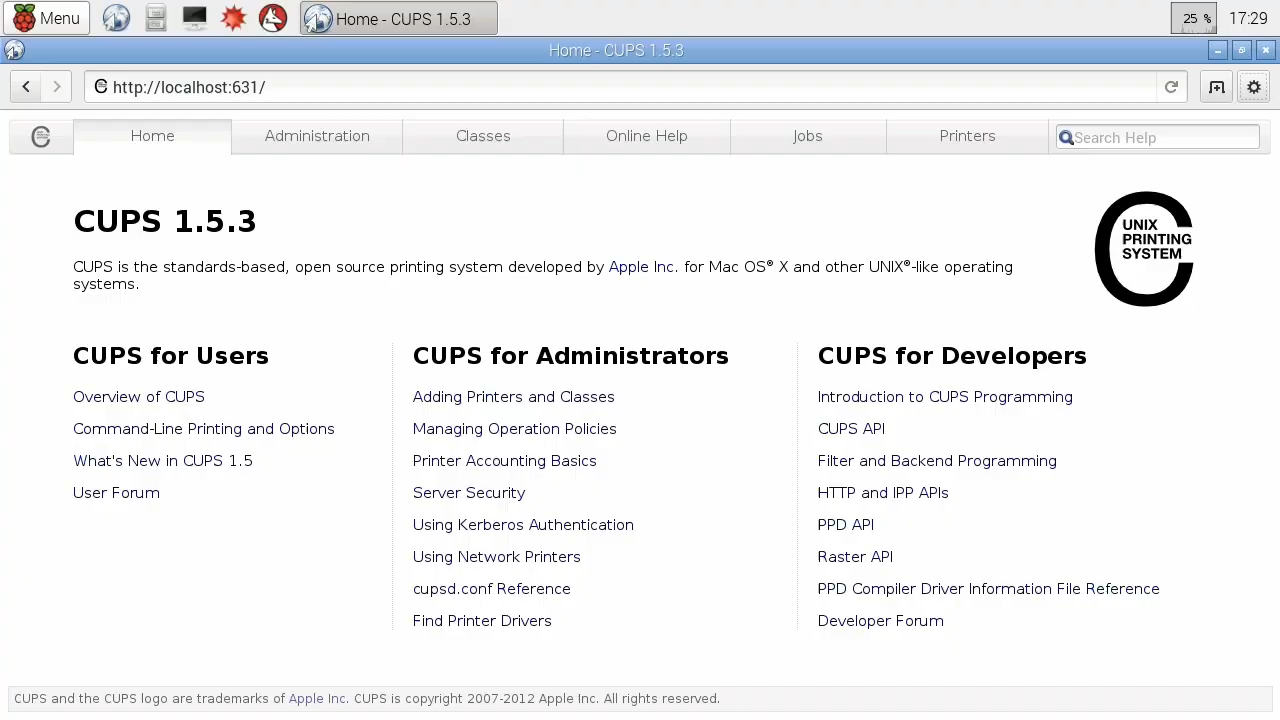 Menu
Home - CUPS 1.5.3
25 %
17:29
Home - CUPS 1.5.3
http://localhost:631/
Home
Administration
Classes
Online Help
Jobs
Printers
Search Help
CUPS 1.5.3
CUPS is the standards-based, open source printing system developed by Apple Inc. for Mac OS® X and other UNIX®-like operating
systems.
UNIX
PRINTING
SYSTEM
CUPS for Users
Overview of CUPS
Command-Line Printing and Options
What's New in CUPS 1.5
User Forum
CUPS for Administrators
Adding Printers and Classes
Managing Operation Policies
Printer Accounting Basics
Server Security
Using Kerberos Authentication
Using Network Printers
cupsd.conf Reference
Find Printer Drivers
CUPS for Developers
Introduction to CUPS Programming
CUPS API
Filter and Backend Programming
HTTP and IPP APIs
PPD API
Raster API
PPD Compiler Driver Information File Reference
Developer Forum
CUPS and the CUPS logo are trademarks of Apple Inc. CUPS is copyright 2007-2012 Apple Inc. All rights reserved.